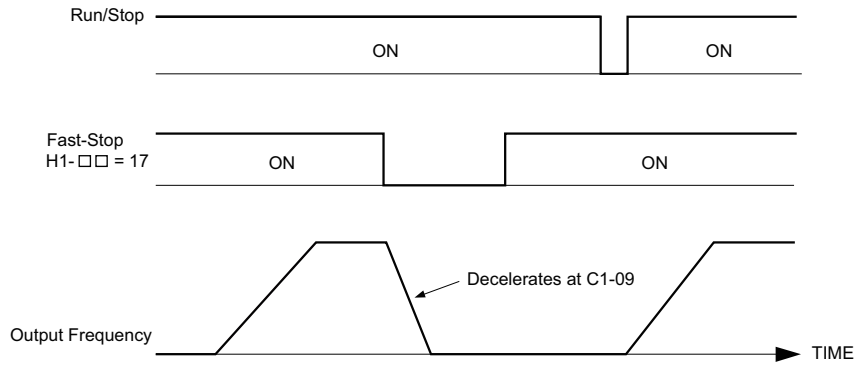 Run/Stop
ON
ON
Fast-Stop
H1- □□ = 17
ON
ON
Decelerates at C1-09
Output Frequency
TIME